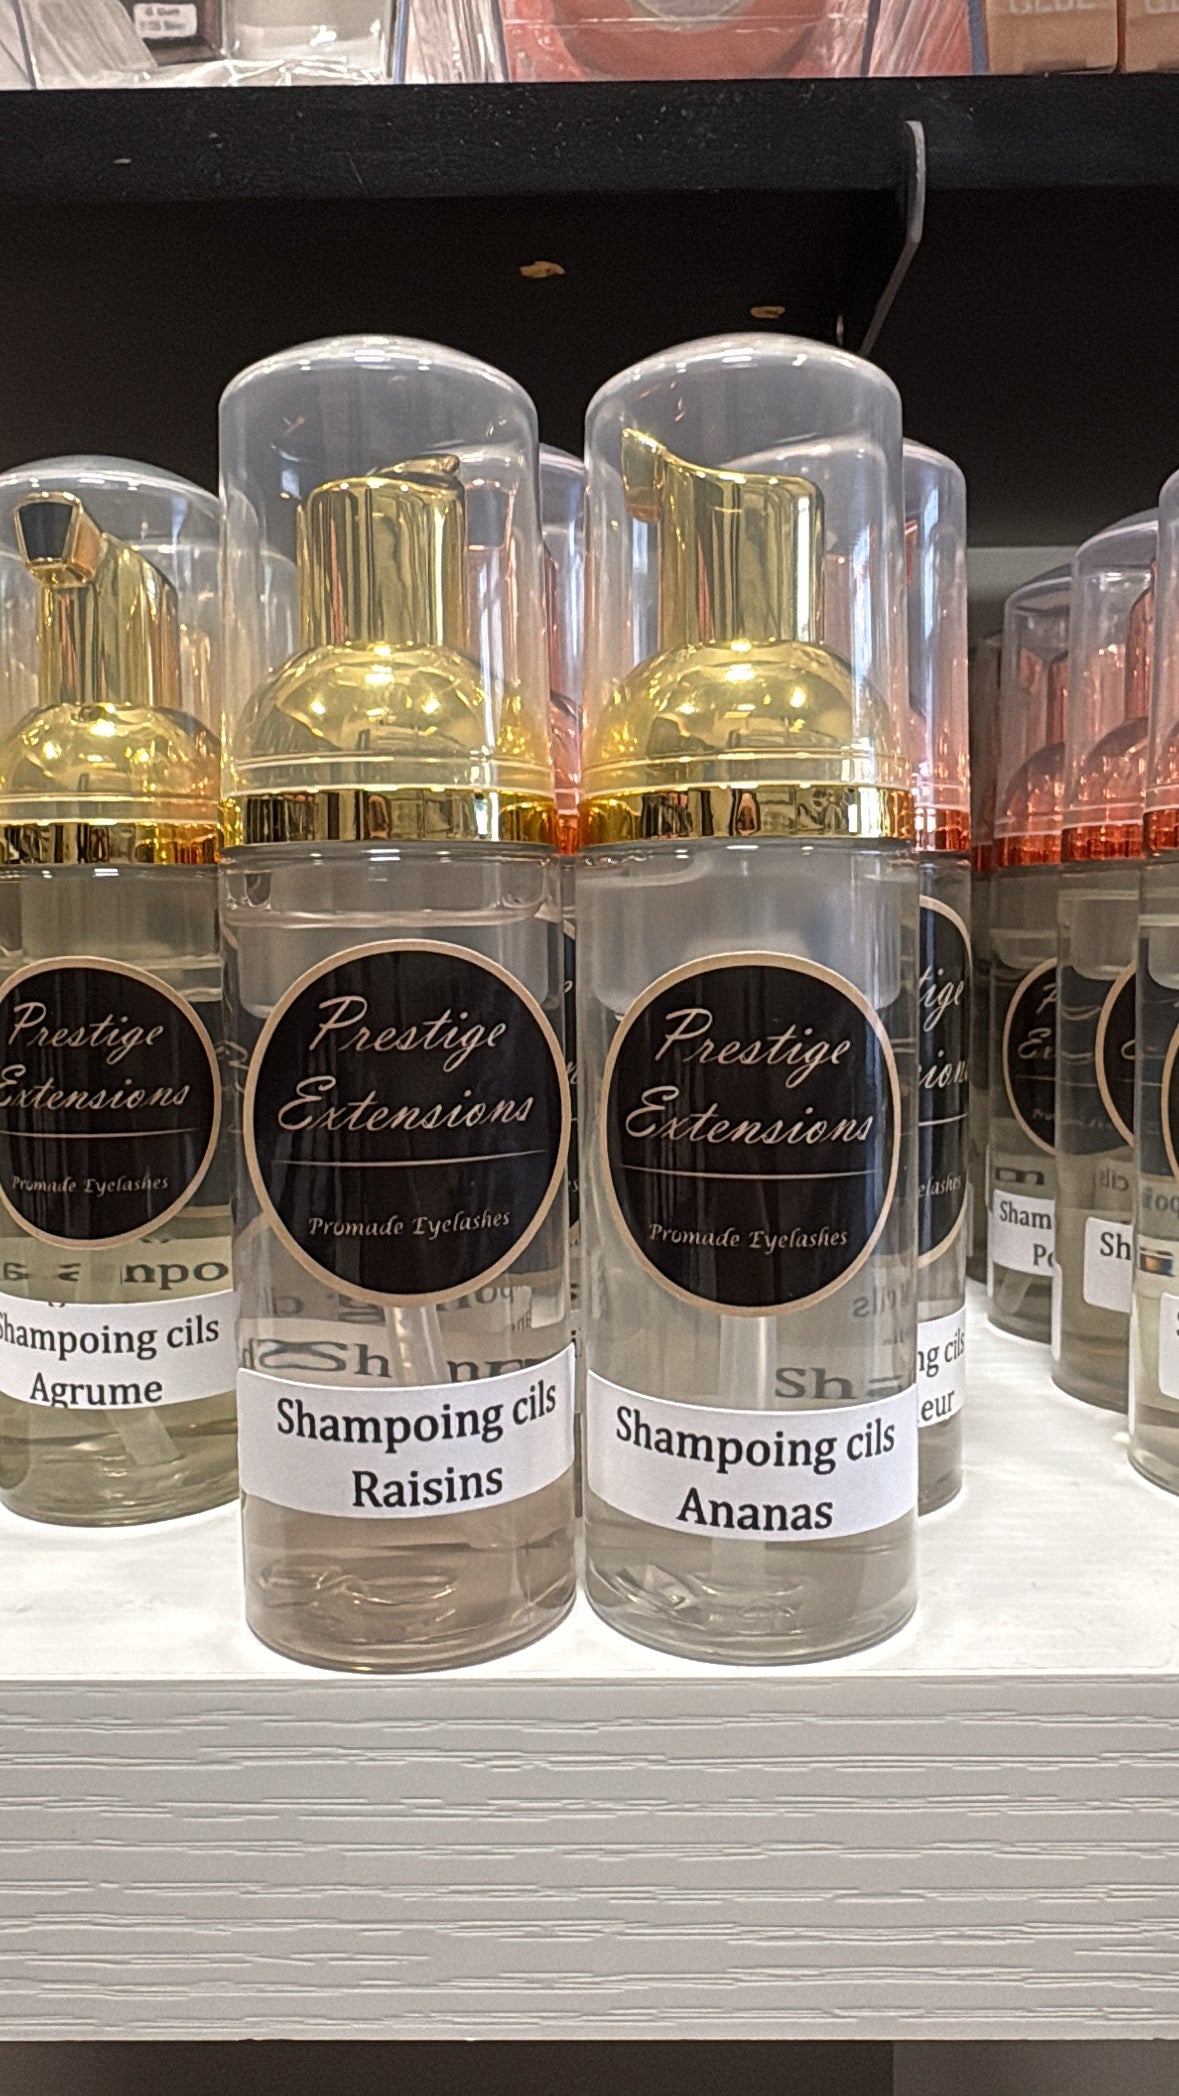 Prestige
Extensions
Promade Eyelashes
Shampoing cils
Agrume
Prestige
Extensions
Promade Eyelashes
Shampoing cils
Raisins
Prestige
Extensions
Promade Eyelashes
Shampoing cils
Ananas